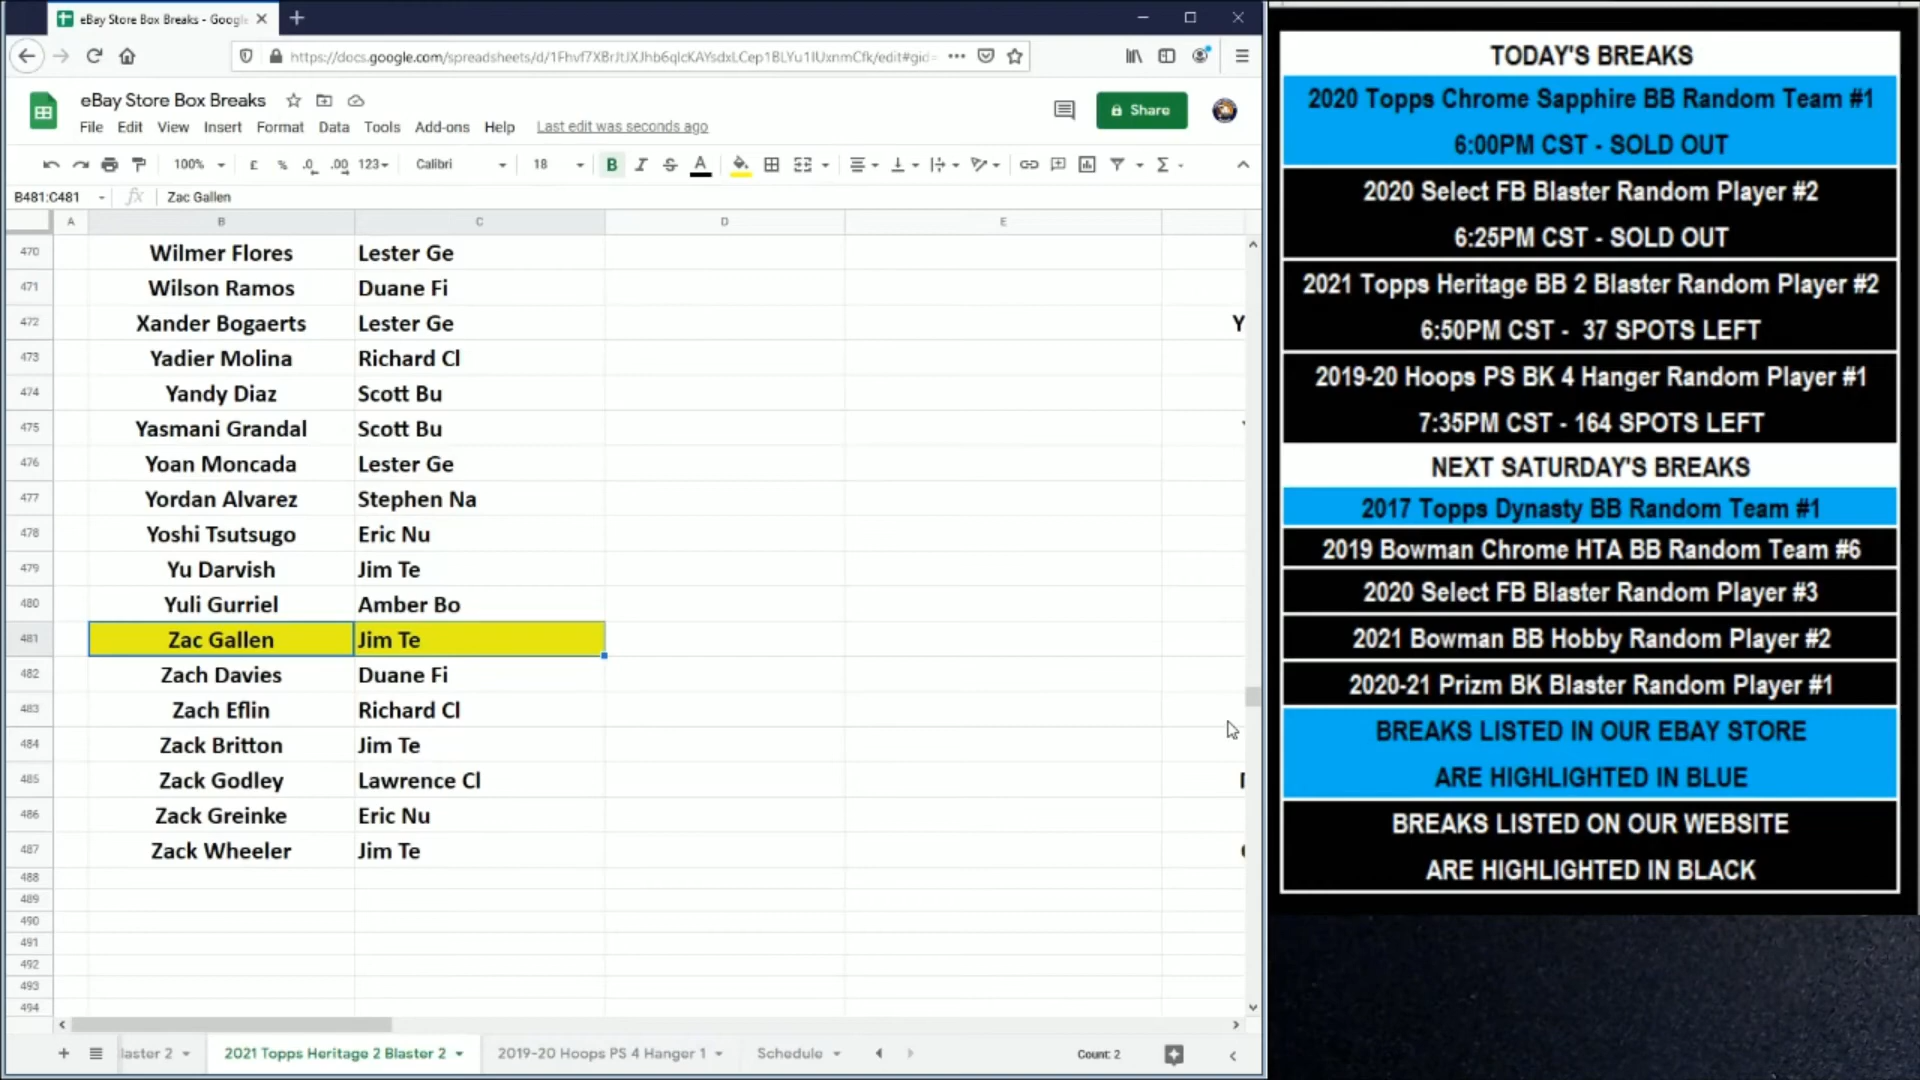 eBay Store Box Breaks - Google
eBay Store Box Breaks
File Edit View Insert Format Data Tools Add-ons Help Last edit was seconds ago
Share
100% £ % .0 .00 123 Calibri 18 B I S A
B481:C481 fx Zac Gallen
A B C D E
470 Wilmer Flores Lester Ge
471 Wilson Ramos Duane Fi
472 Xander Bogaerts Lester Ge Y
473 Yadier Molina Richard Cl
474 Yandy Diaz Scott Bu
475 Yasmani Grandal Scott Bu
476 Yoan Moncada Lester Ge
477 Yordan Alvarez Stephen Na
478 Yoshi Tsutsugo Eric Nu
479 Yu Darvish Jim Te
480 Yuli Gurriel Amber Bo
481 Zac Gallen Jim Te
482 Zach Davies Duane Fi
483 Zach Eflin Richard Cl
484 Zack Britton Jim Te
485 Zack Godley Lawrence Cl
486 Zack Greinke Eric Nu
487 Zack Wheeler Jim Te
488
489
490
491
492
493
494
laster 2 2021 Topps Heritage 2 Blaster 2 2019-20 Hoops PS 4 Hanger 1 Schedule Count: 2
TODAY'S BREAKS
2020 Topps Chrome Sapphire BB Random Team #1
6:00PM CST - SOLD OUT
2020 Select FB Blaster Random Player #2
6:25PM CST - SOLD OUT
2021 Topps Heritage BB 2 Blaster Random Player #2
6:50PM CST - 37 SPOTS LEFT
2019-20 Hoops PS BK 4 Hanger Random Player #1
7:35PM CST - 164 SPOTS LEFT
NEXT SATURDAY'S BREAKS
2017 Topps Dynasty BB Random Team #1
2019 Bowman Chrome HTA BB Random Team #6
2020 Select FB Blaster Random Player #3
2021 Bowman BB Hobby Random Player #2
2020-21 Prizm BK Blaster Random Player #1
BREAKS LISTED IN OUR EBAY STORE
ARE HIGHLIGHTED IN BLUE
BREAKS LISTED ON OUR WEBSITE
ARE HIGHLIGHTED IN BLACK